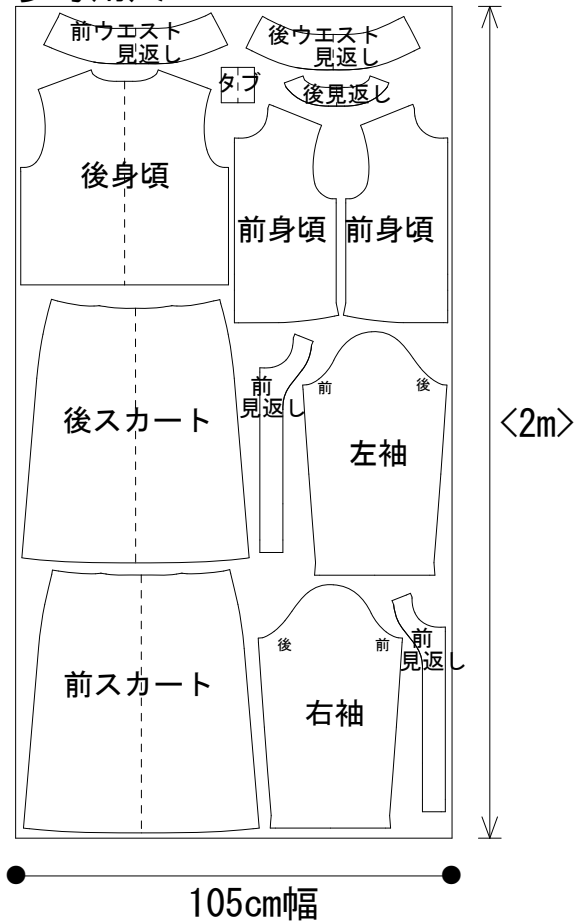 前ウエスト
見返し
後ウエスト
見返し
タブ
後見返し
後身頃
前身頃
前身頃
後スカート
前
見返し
前
後
左袖
<2m>
前スカート
後
前
右袖
前
見返し
105cm幅